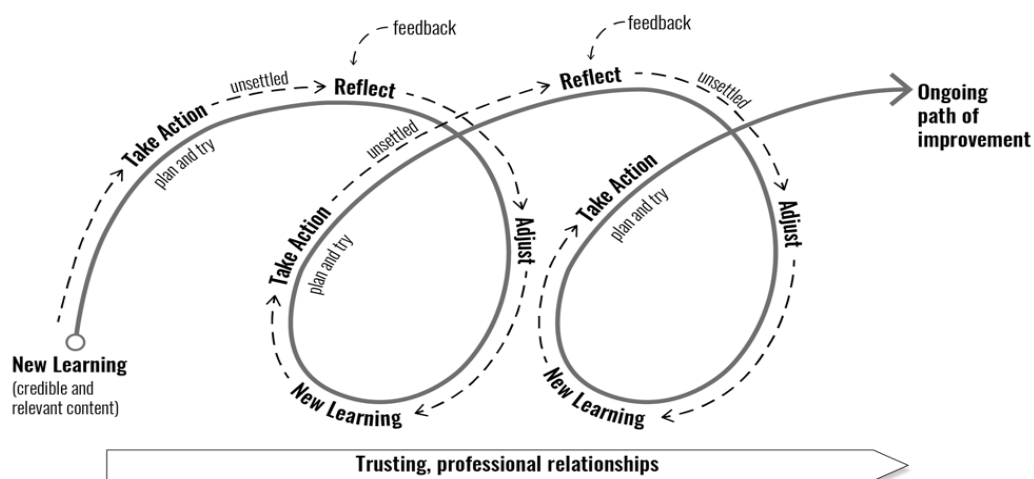 feedback
feedback
unsettled
Reflect
Reflect
unsettled
Ongoing
path of
improvement
Take Action
plan and try
unsettled
Take Action
plan and try
Adjust
Take Action
plan and try
Adjust
New Learning
(credible and
relevant content)
New Learning
New Learning
Trusting, professional relationships